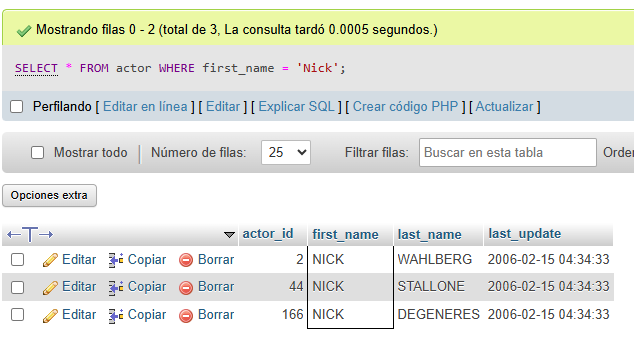 Mostrando filas 0 - 2 (total de 3, La consulta tardó 0.0005 segundos.)
SELECT * FROM actor WHERE first_name = 'Nick';
Perfilando [ Editar en línea ] [ Editar ] [ Explicar SQL ] [ Crear código PHP ] [ Actualizar ]
Mostrar todo | Número de filas: 25 Filtrar filas: Buscar en esta tabla Orde
Opciones extra
actor_id first_name last_name last_update
Editar Copiar Borrar 2 NICK WAHLBERG 2006-02-15 04:34:33
Editar Copiar Borrar 44 NICK STALLONE 2006-02-15 04:34:33
Editar Copiar Borrar 166 NICK DEGENERES 2006-02-15 04:34:33